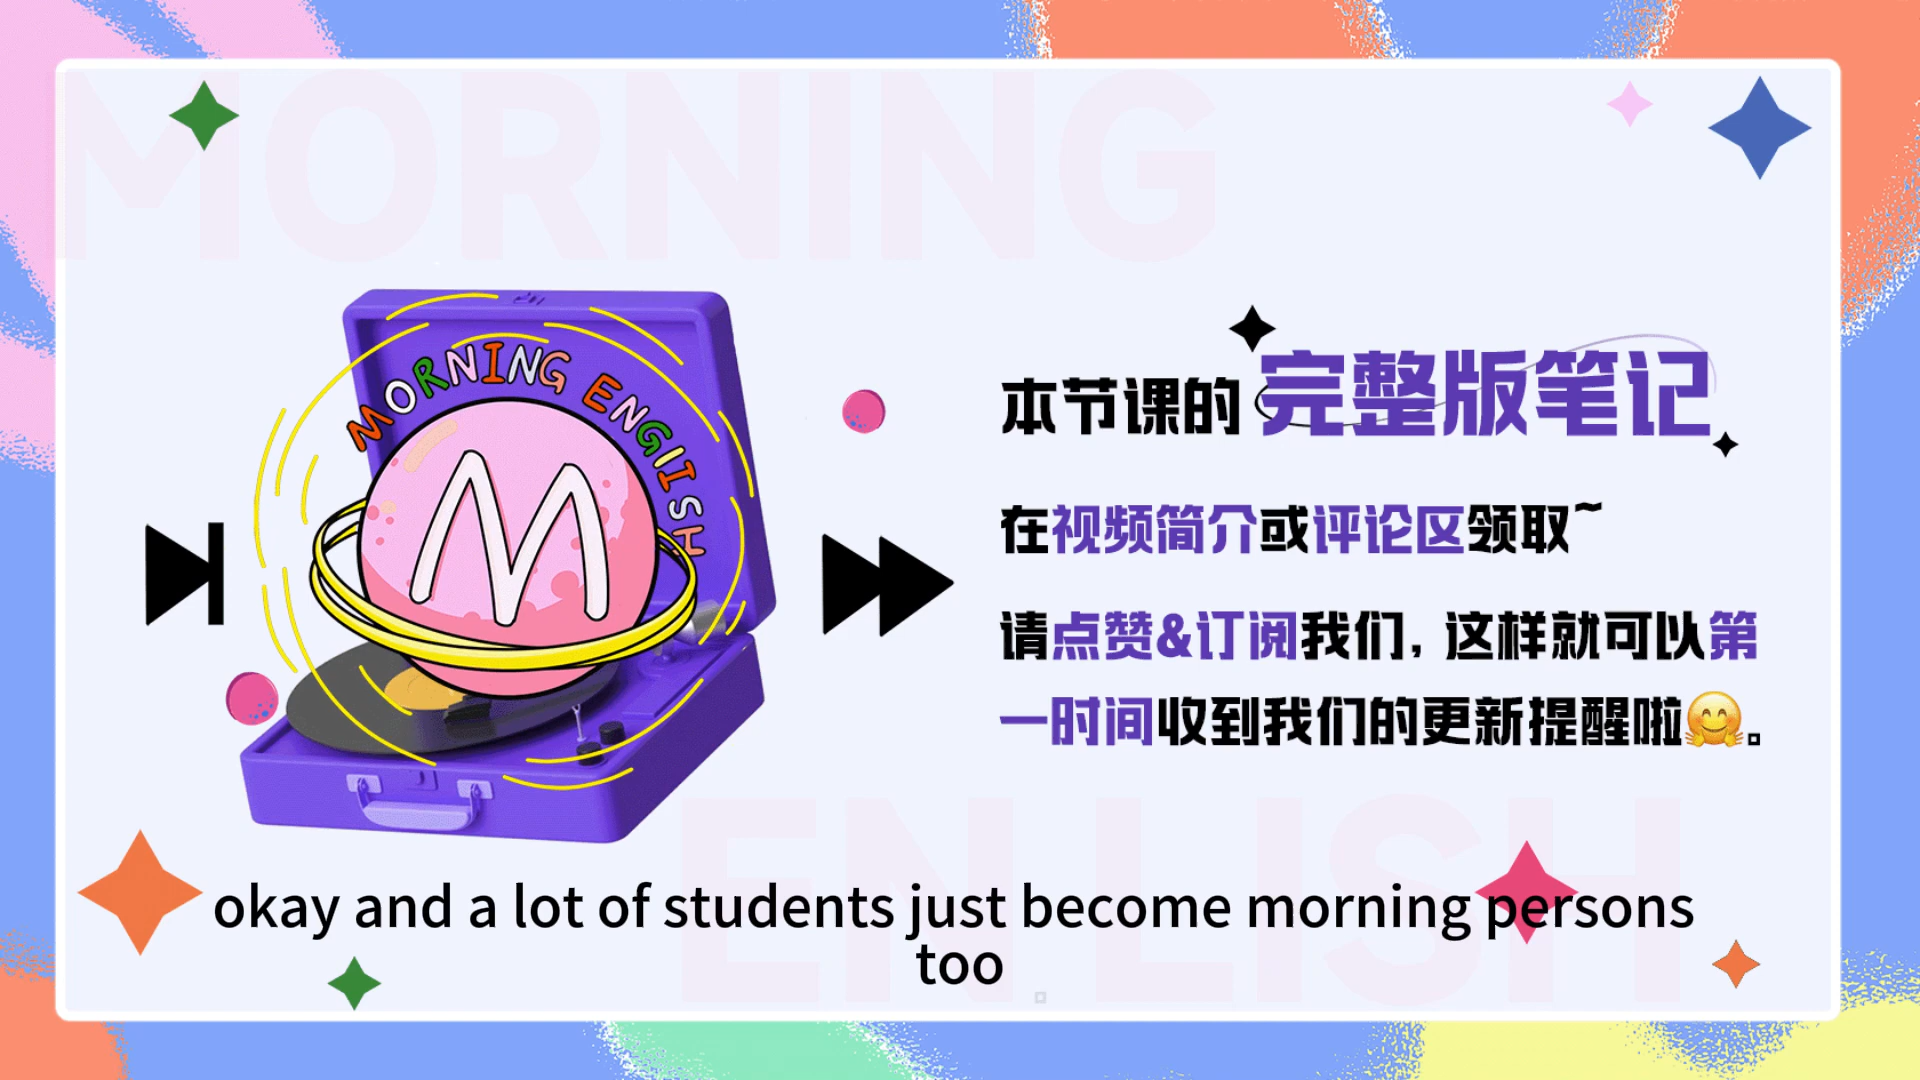 MORNING
MORNING ENGlISH
M
本节课的 完整版笔记
在视频简介或评论区领取~
请点赞&订阅我们，这样就可以第
一时间收到我们的更新提醒啦🤗。
EN LISH
okay and a lot of students just become morning persons
too